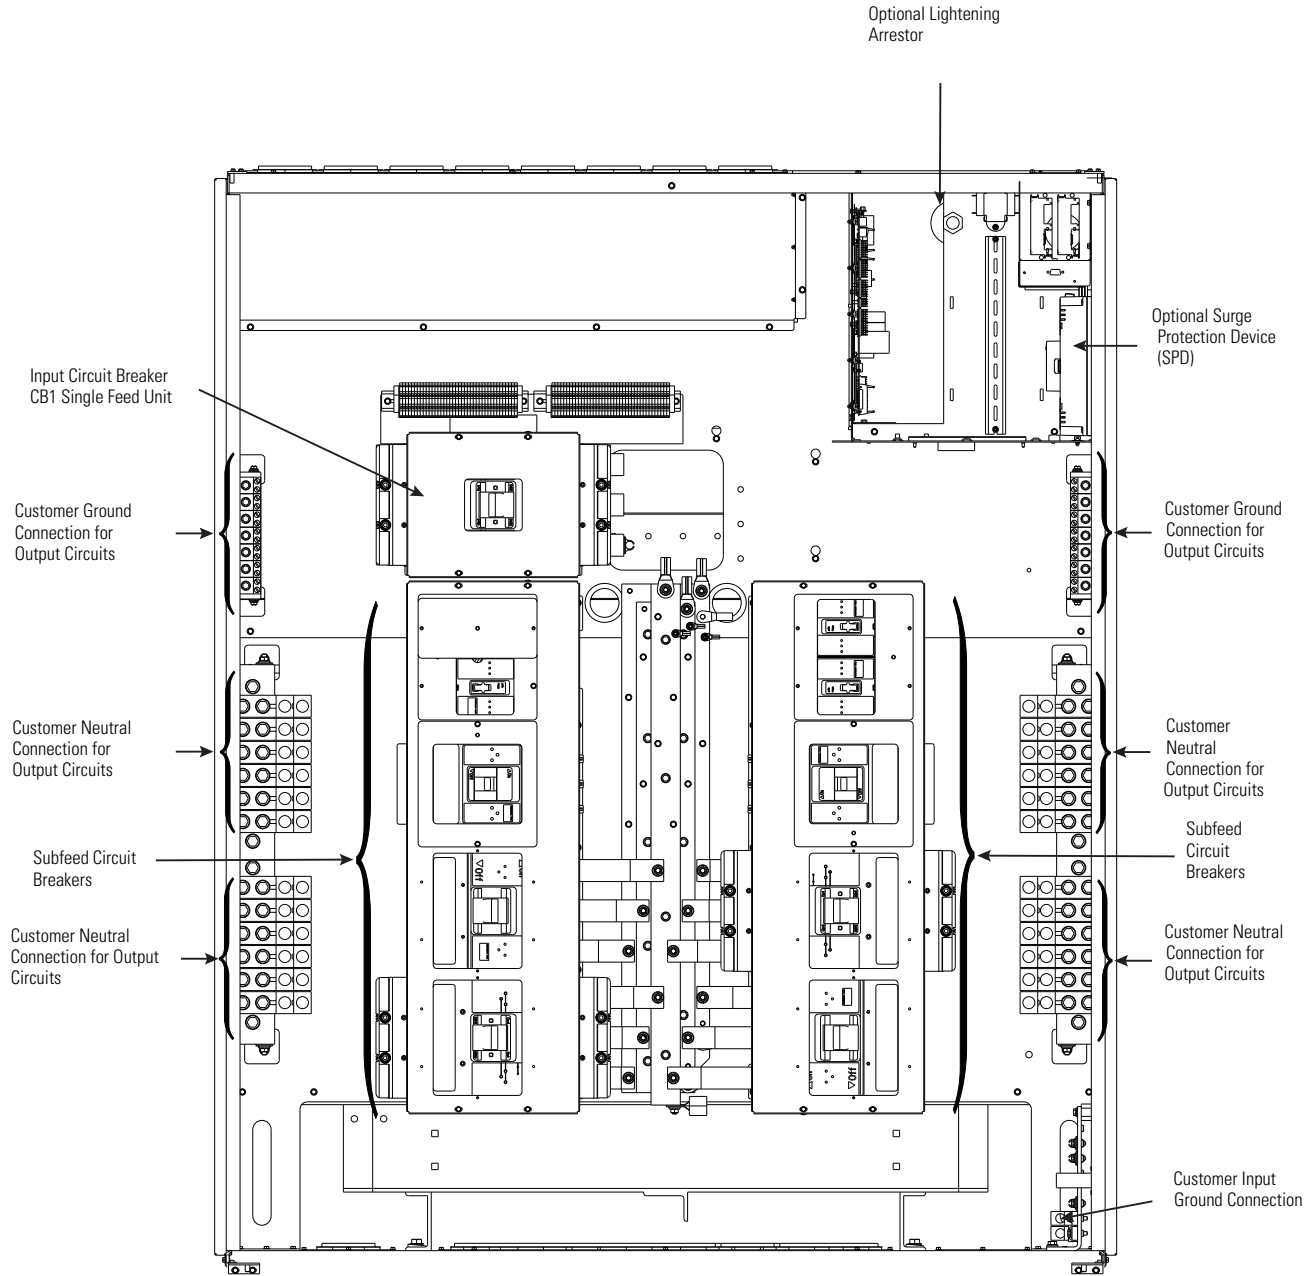 Optional Lightening
Arrestor
Optional Surge
Protection Device
(SPD)
Input Circuit Breaker
CB1 Single Feed Unit
Customer Ground
Connection for
Output Circuits
Customer Ground
Connection for
Output Circuits
Customer Neutral
Connection for
Output Circuits
Customer
Neutral
Connection for
Output Circuits
Subfeed Circuit
Breakers
Subfeed
Circuit
Breakers
Customer Neutral
Connection for Output
Circuits
Customer Neutral
Connection for
Output Circuits
Off
Off
Customer Input
Ground Connection